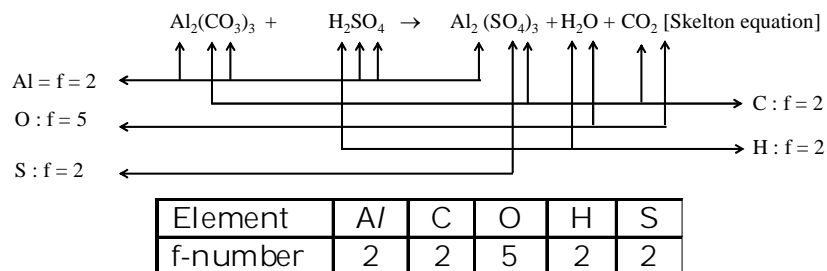 Al₂(CO₃)₃ + H₂SO₄ → Al₂ (SO₄)₃ + H₂O + CO₂ [Skelton equation]
Al = f = 2
C : f = 2
O : f = 5
H : f = 2
S : f = 2
Element Al C O H S
f-number 2 2 5 2 2